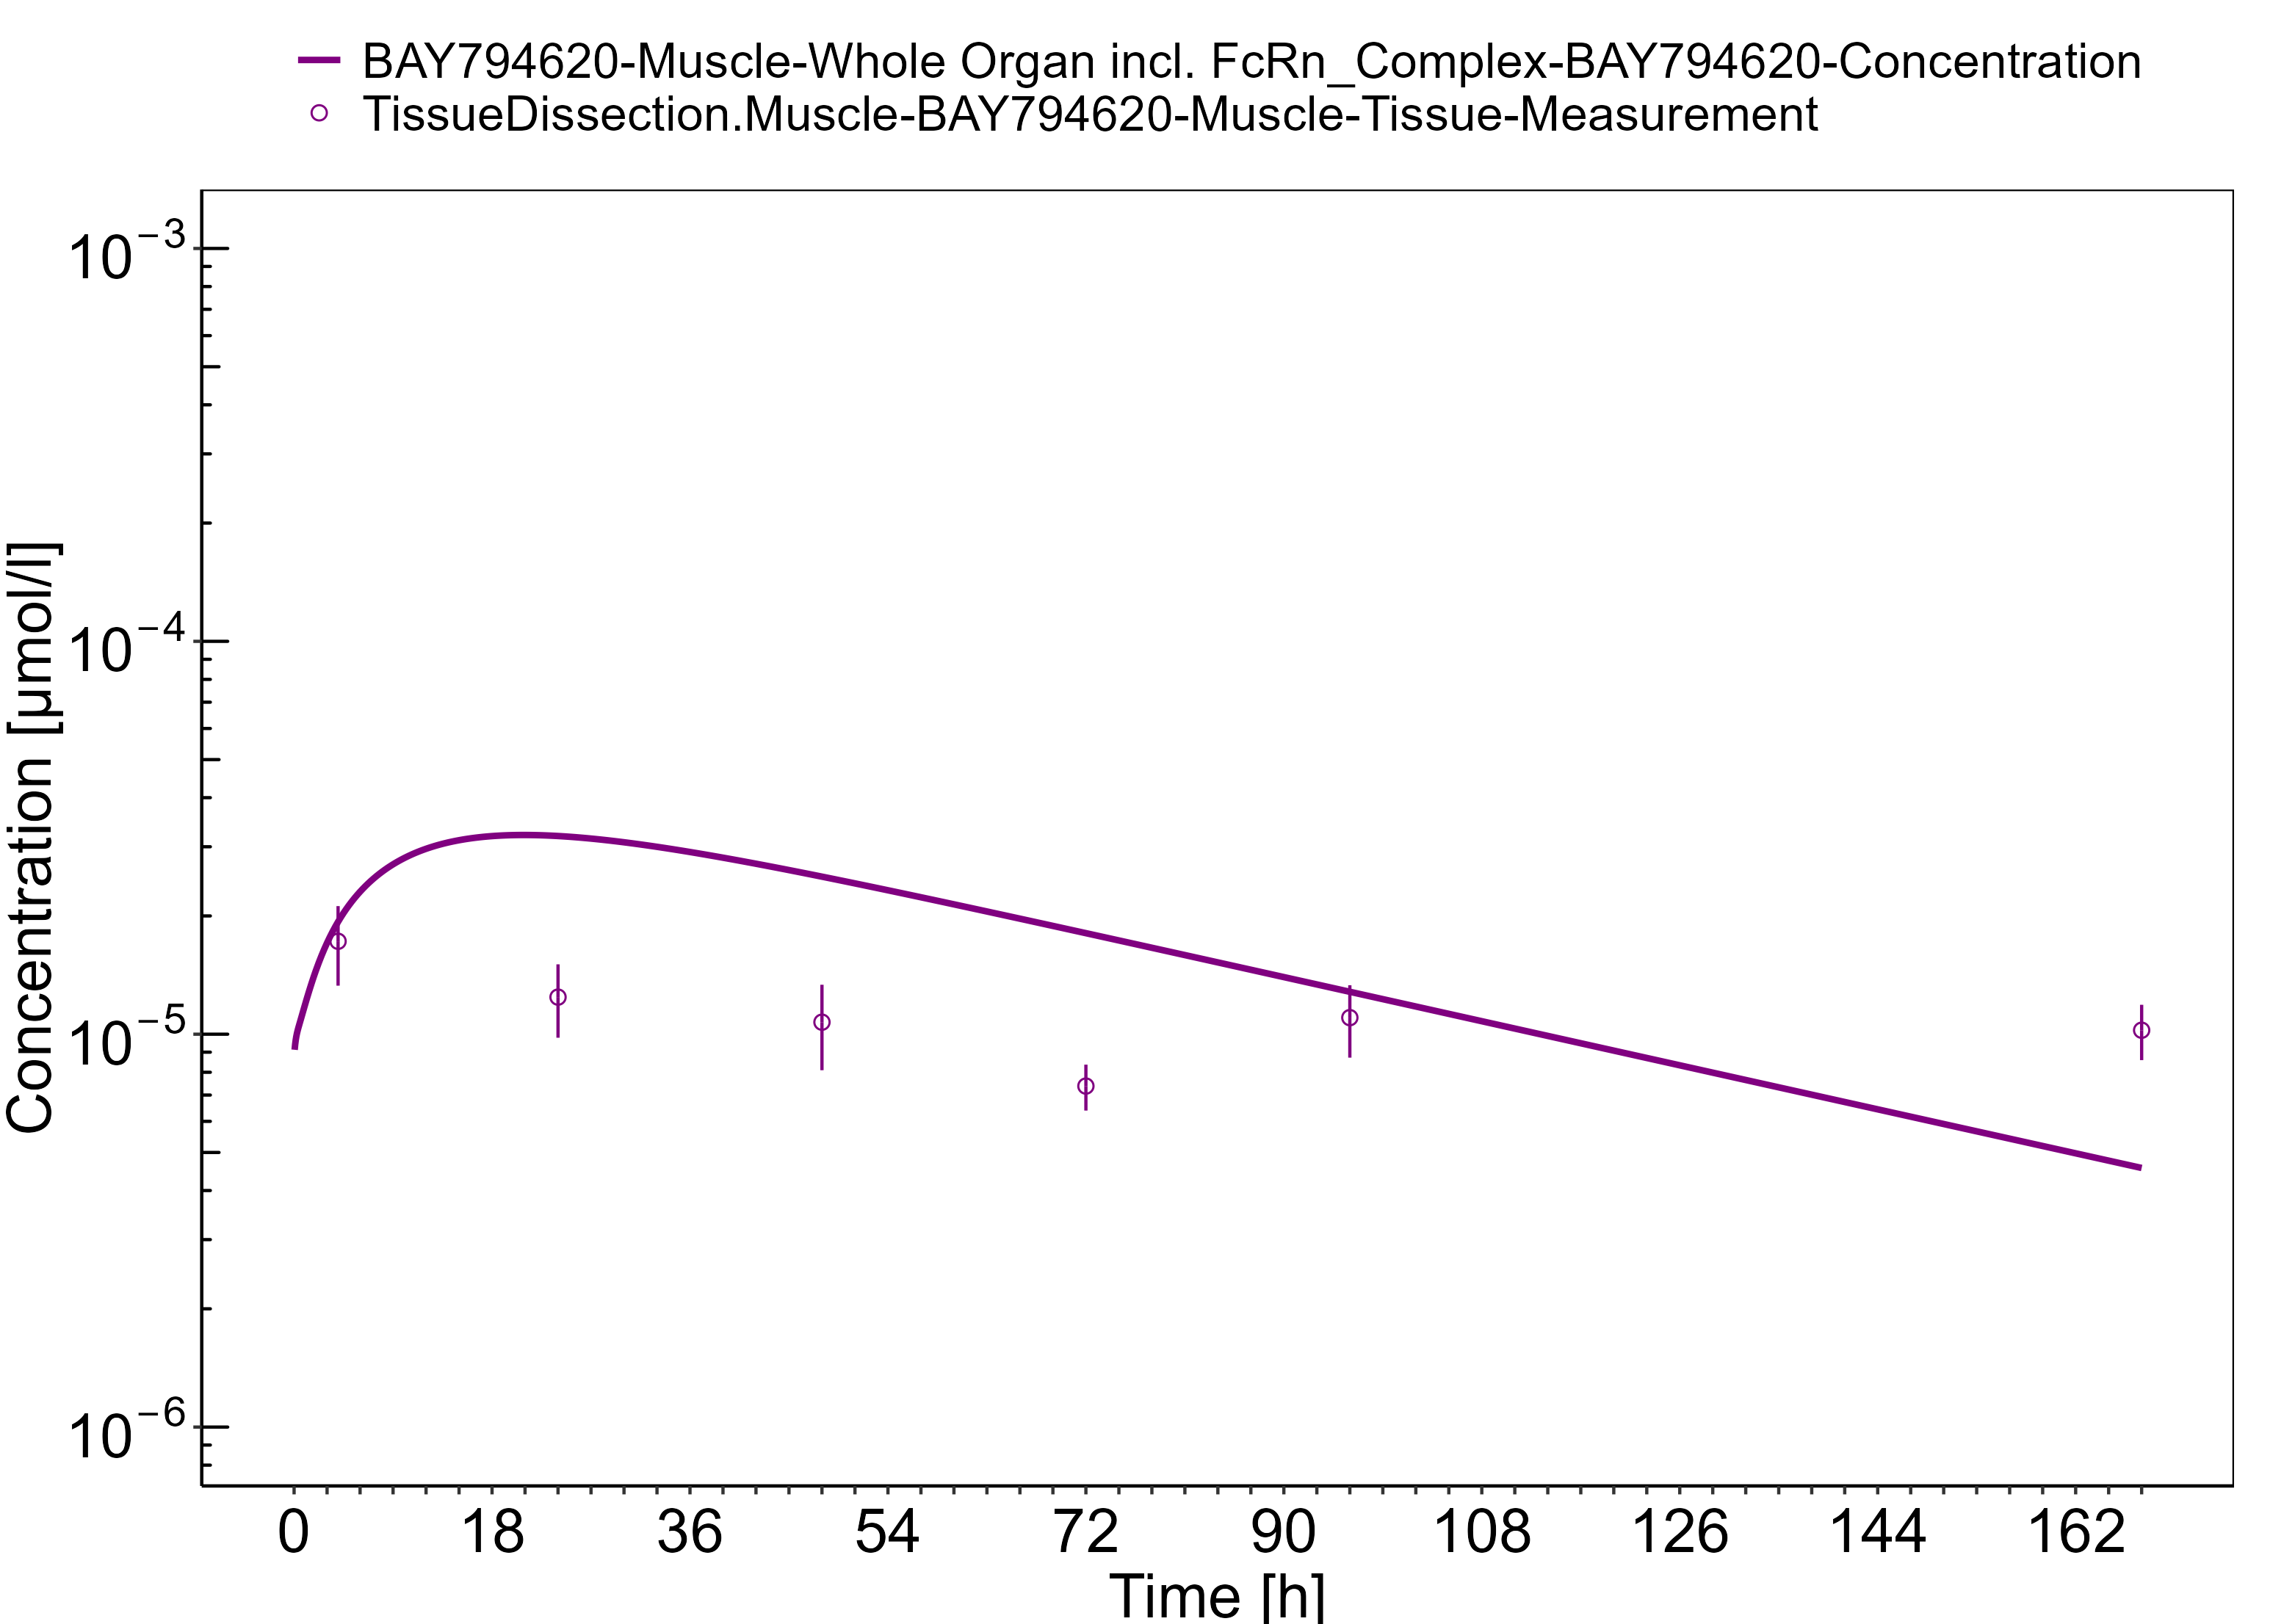 BAY794620-Muscle-Whole Organ incl. FcRn_Complex-BAY794620-Concentration
TissueDissection.Muscle-BAY794620-Muscle-Tissue-Measurement
Concentration [µmol/l]
10⁻³
10⁻⁴
10⁻⁵
10⁻⁶
0 18 36 54 72 90 108 126 144 162
Time [h]